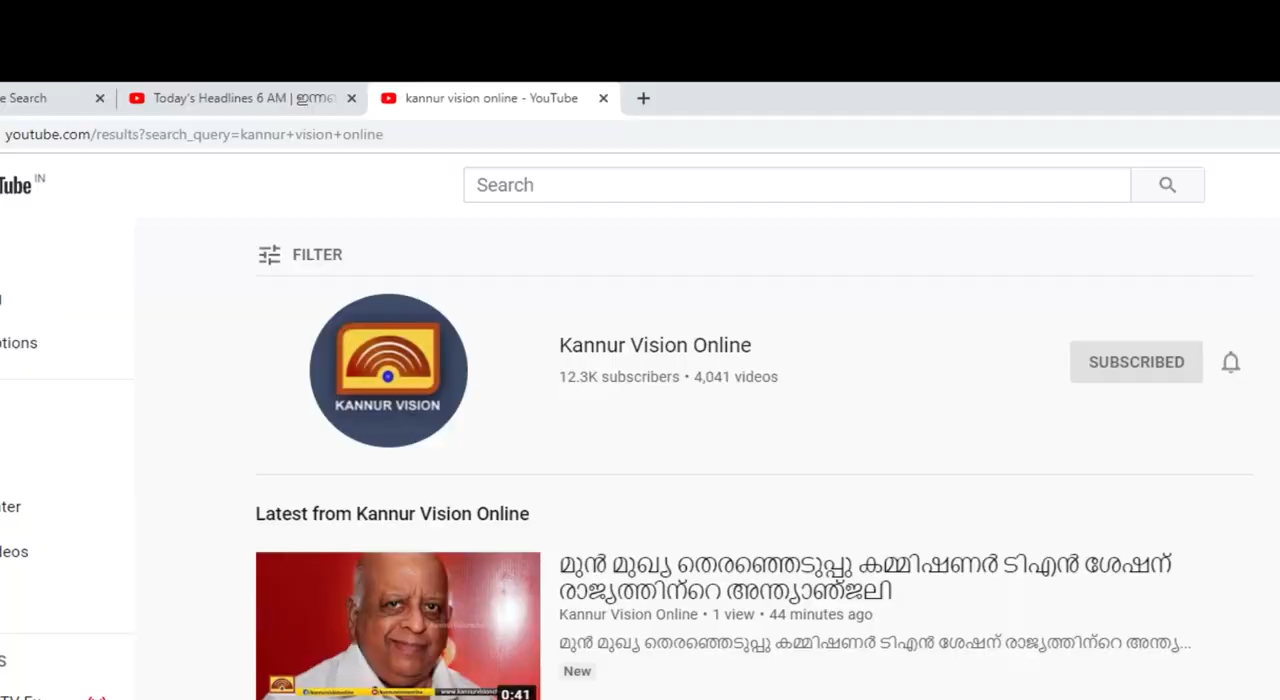 e Search
Today's Headlines 6 AM |
kannur vision online - YouTube
youtube.com/results?search_query=kannur+vision+online
Tube IN
Search
FILTER
KANNUR VISION
Kannur Vision Online
12.3K subscribers • 4,041 videos
SUBSCRIBED
ptions
Latest from Kannur Vision Online
മുൻ മുഖ്യ തെരഞ്ഞെടുപ്പു കമ്മിഷണർ ടിഎൻ ശേഷന്
രാജ്യത്തിന്റെ അന്ത്യാഞ്ജലി
Kannur Vision Online • 1 view • 44 minutes ago
മുൻ മുഖ്യ തെരഞ്ഞെടുപ്പു കമ്മിഷണർ ടിഎൻ ശേഷന് രാജ്യത്തിന്റെ അന്ത്യ...
New
0:41